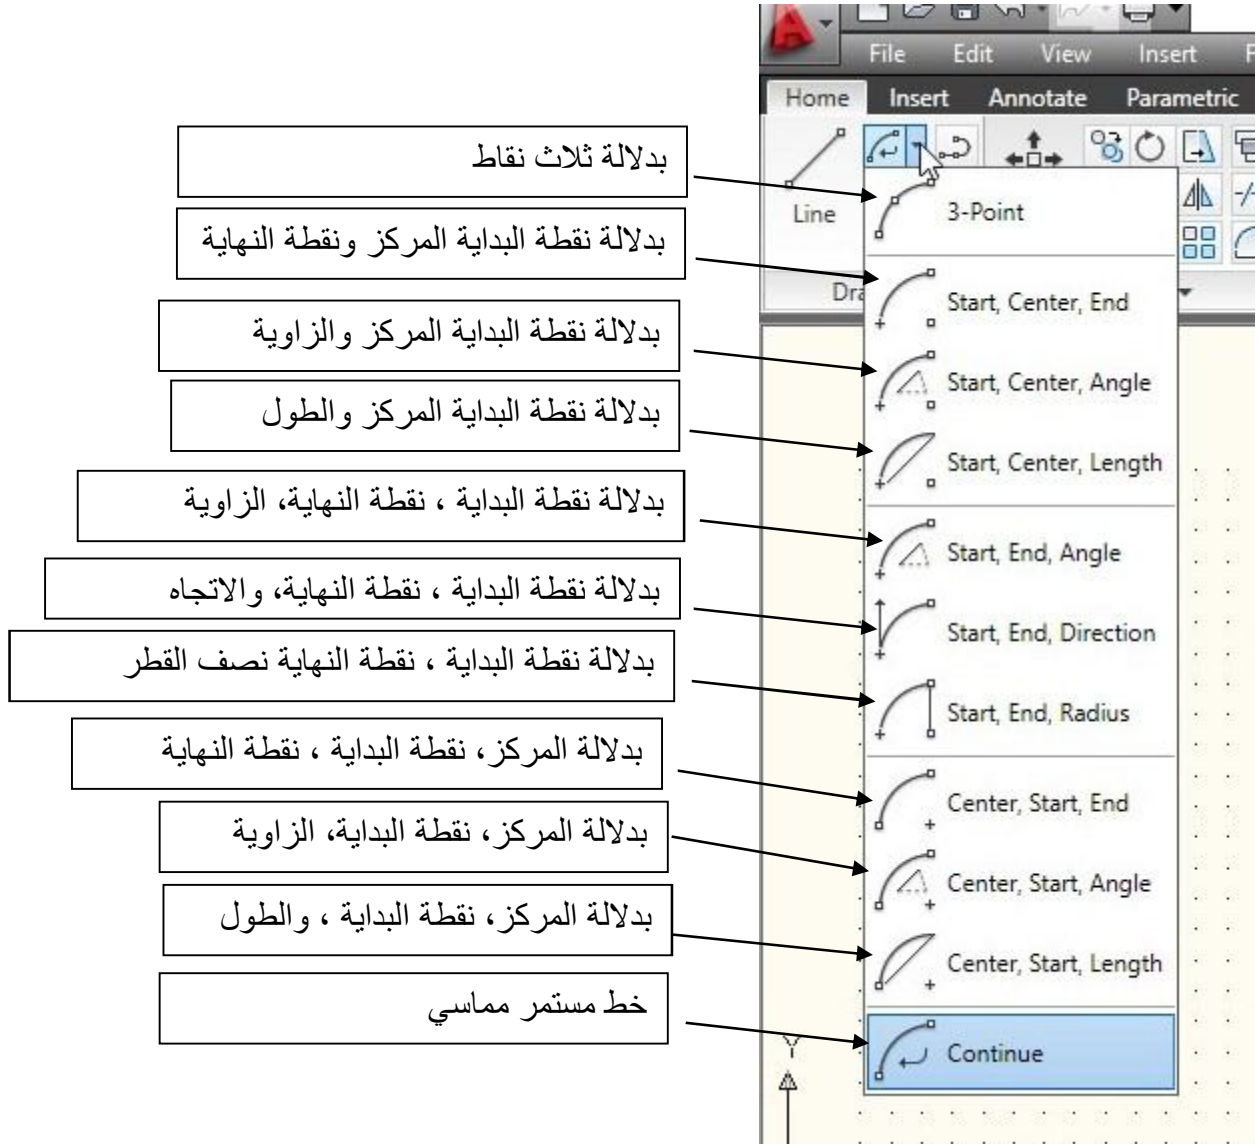 File Edit View Insert
Home Insert Annotate Parametric
Line
بدلالة ثلاث نقاط
3-Point
بدلالة نقطة البداية المركز ونقطة النهاية
Start, Center, End
بدلالة نقطة البداية المركز والزاوية
Start, Center, Angle
بدلالة نقطة البداية المركز والطول
Start, Center, Length
بدلالة نقطة البداية ، نقطة النهاية، الزاوية
Start, End, Angle
بدلالة نقطة البداية ، نقطة النهاية، والاتجاه
Start, End, Direction
بدلالة نقطة البداية ، نقطة النهاية نصف القطر
Start, End, Radius
بدلالة المركز، نقطة البداية ، نقطة النهاية
Center, Start, End
بدلالة المركز، نقطة البداية، الزاوية
Center, Start, Angle
بدلالة المركز، نقطة البداية ، والطول
Center, Start, Length
خط مستمر مماسي
Continue
Y